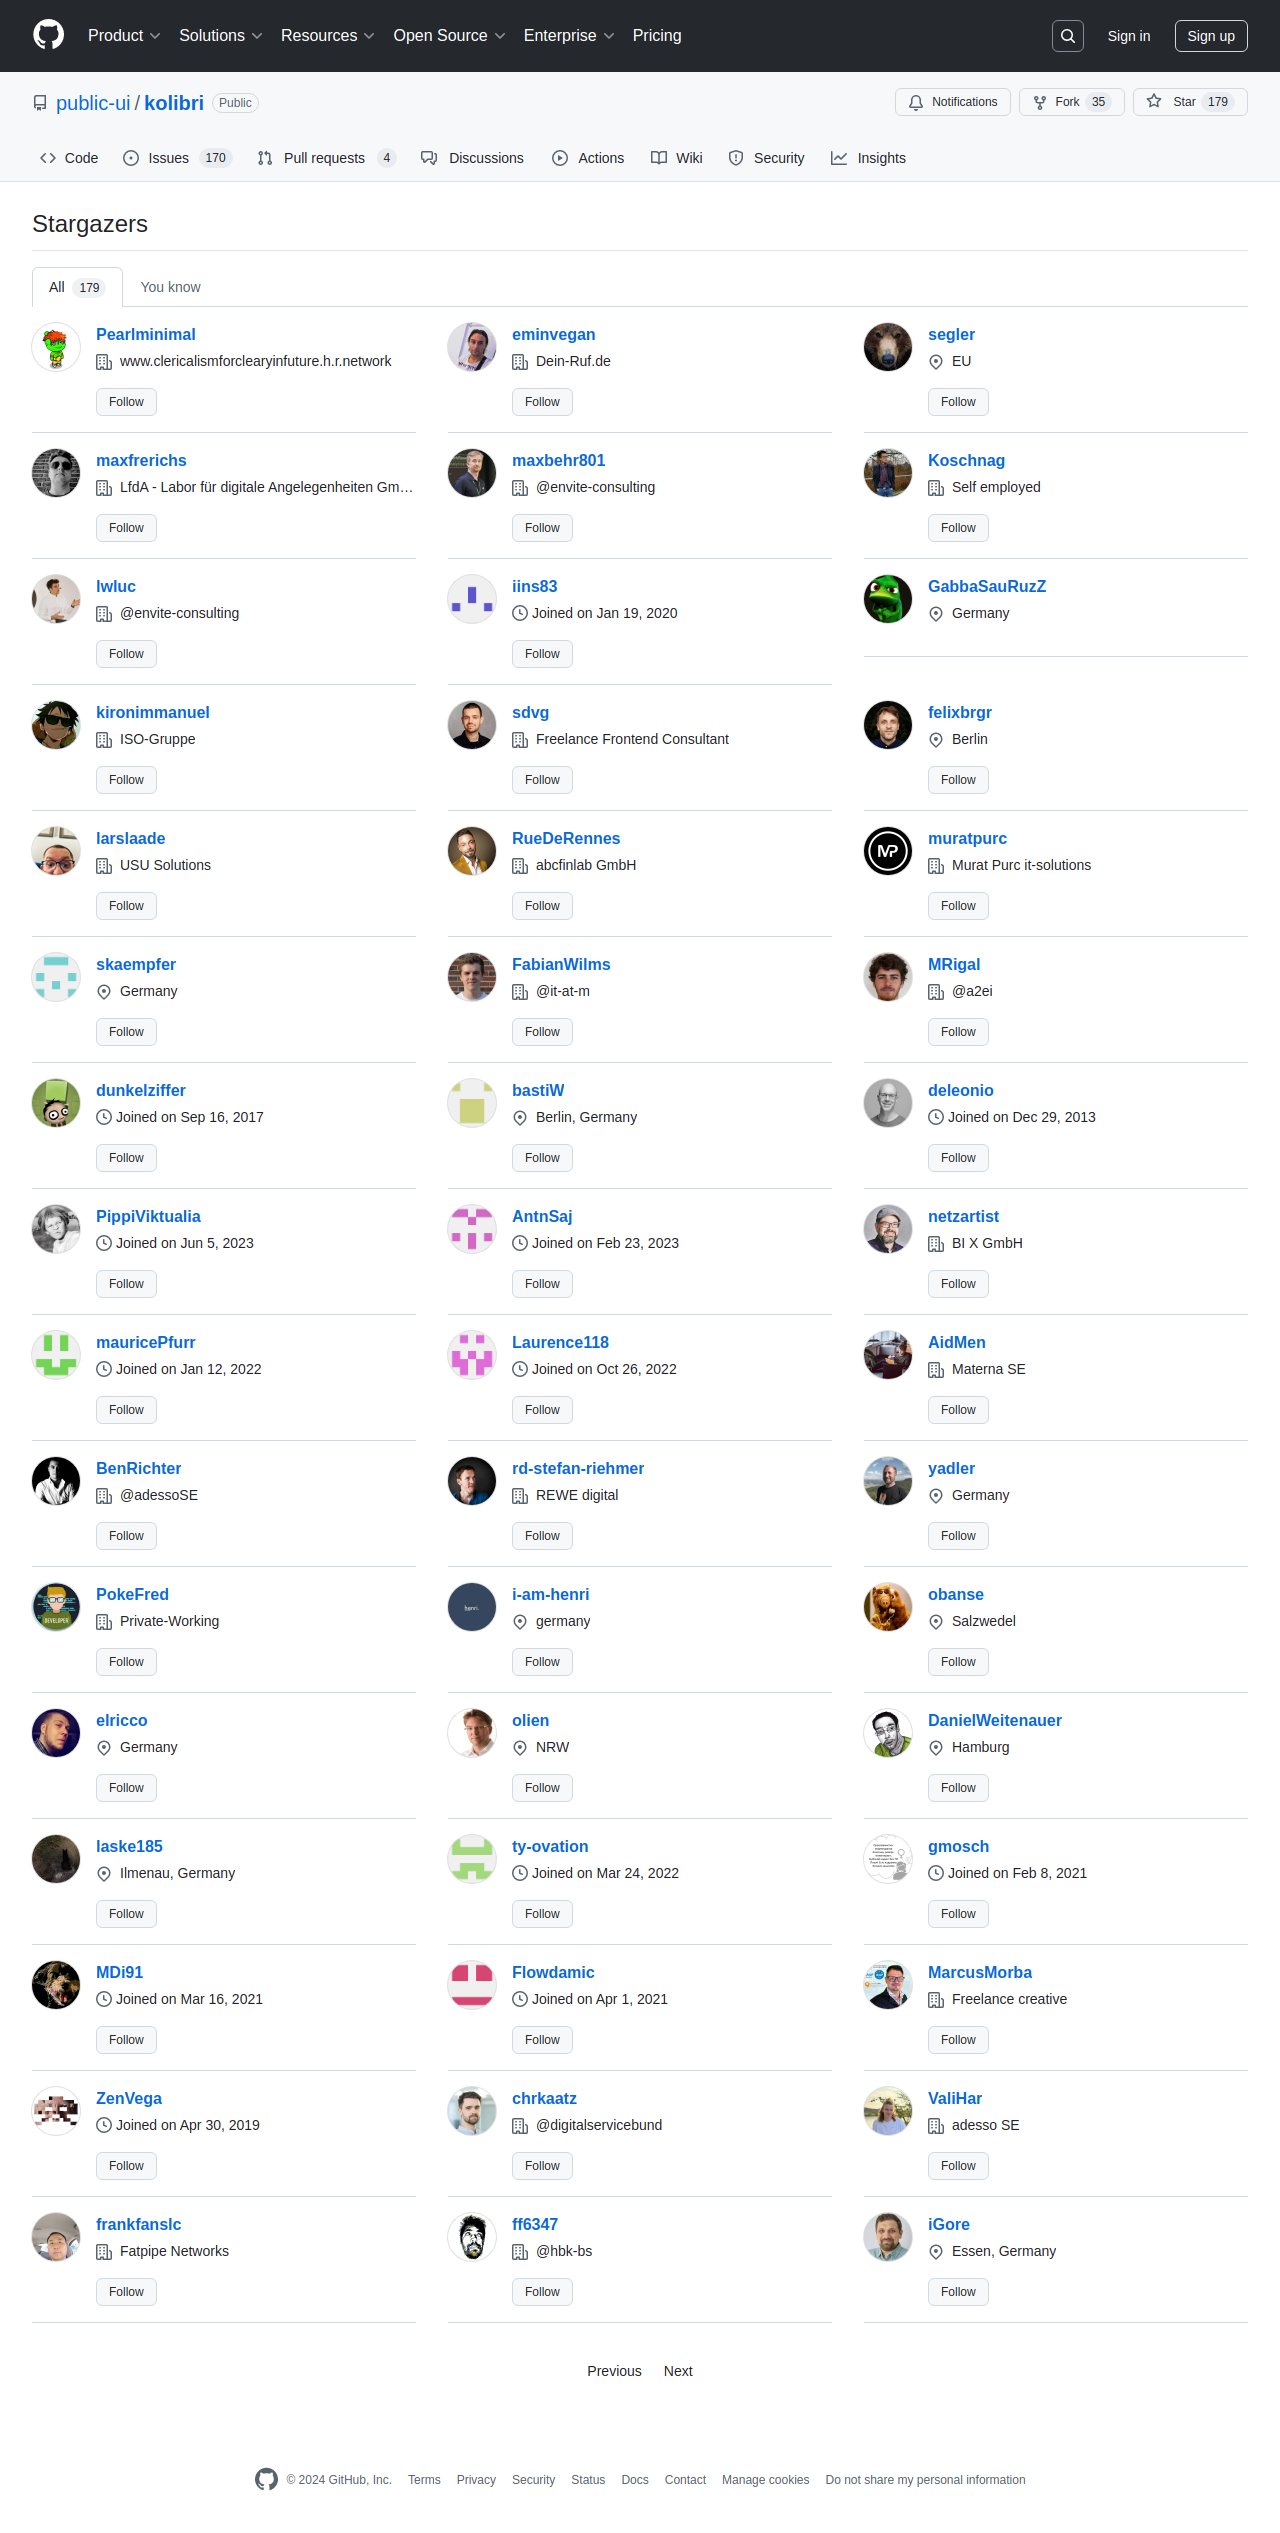 Product Solutions Resources Open Source Enterprise Pricing Sign in Sign up
public-ui / kolibri Public Notifications Fork 35 Star 179
Code Issues 170 Pull requests 4 Discussions Actions Wiki Security Insights
Stargazers
All 179 You know
Pearlminimal eminvegan segler
www.clericalismforclearyinfuture.h.r.network Dein-Ruf.de EU
Follow Follow Follow
maxfrerichs maxbehr801 Koschnag
LfdA - Labor für digitale Angelegenheiten Gm… @envite-consulting Self employed
Follow Follow Follow
lwluc iins83 GabbaSauRuzZ
@envite-consulting Joined on Jan 19, 2020 Germany
Follow Follow
kironimmanuel sdvg felixbrgr
ISO-Gruppe Freelance Frontend Consultant Berlin
Follow Follow Follow
larslaade RueDeRennes muratpurc
USU Solutions abcfinlab GmbH Murat Purc it-solutions
Follow Follow Follow
skaempfer FabianWilms MRigal
Germany @it-at-m @a2ei
Follow Follow Follow
dunkelziffer bastiW deleonio
Joined on Sep 16, 2017 Berlin, Germany Joined on Dec 29, 2013
Follow Follow Follow
PippiViktualia AntnSaj netzartist
Joined on Jun 5, 2023 Joined on Feb 23, 2023 BI X GmbH
Follow Follow Follow
mauricePfurr Laurence118 AidMen
Joined on Jan 12, 2022 Joined on Oct 26, 2022 Materna SE
Follow Follow Follow
BenRichter rd-stefan-riehmer yadler
@adessoSE REWE digital Germany
Follow Follow Follow
PokeFred i-am-henri obanse
Private-Working germany Salzwedel
Follow Follow Follow
elricco olien DanielWeitenauer
Germany NRW Hamburg
Follow Follow Follow
laske185 ty-ovation gmosch
Ilmenau, Germany Joined on Mar 24, 2022 Joined on Feb 8, 2021
Follow Follow Follow
MDi91 Flowdamic MarcusMorba
Joined on Mar 16, 2021 Joined on Apr 1, 2021 Freelance creative
Follow Follow Follow
ZenVega chrkaatz ValiHar
Joined on Apr 30, 2019 @digitalservicebund adesso SE
Follow Follow Follow
frankfanslc ff6347 iGore
Fatpipe Networks @hbk-bs Essen, Germany
Follow Follow Follow
Previous Next
© 2024 GitHub, Inc. Terms Privacy Security Status Docs Contact Manage cookies Do not share my personal information